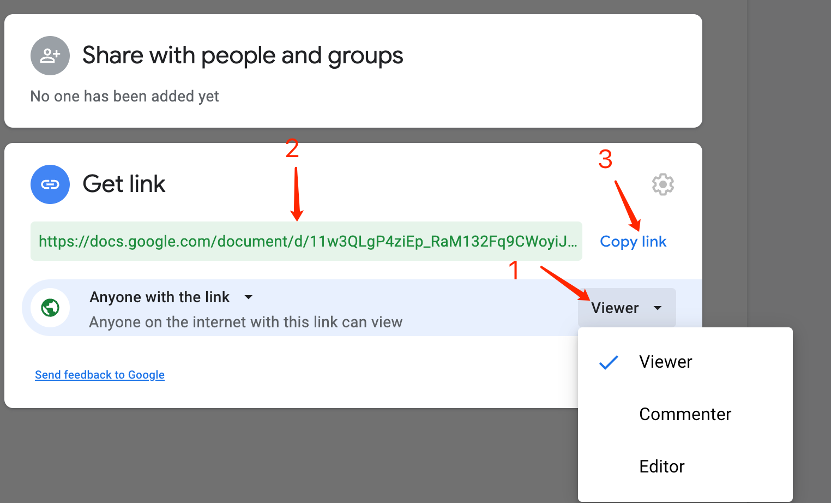 Share with people and groups
No one has been added yet
2
3
Get link
https://docs.google.com/document/d/11w3QLgP4ziEp_RaM132Fq9CWoyiJ...
Copy link
1
Anyone with the link
Viewer
Anyone on the internet with this link can view
Viewer
Send feedback to Google
Commenter
Editor